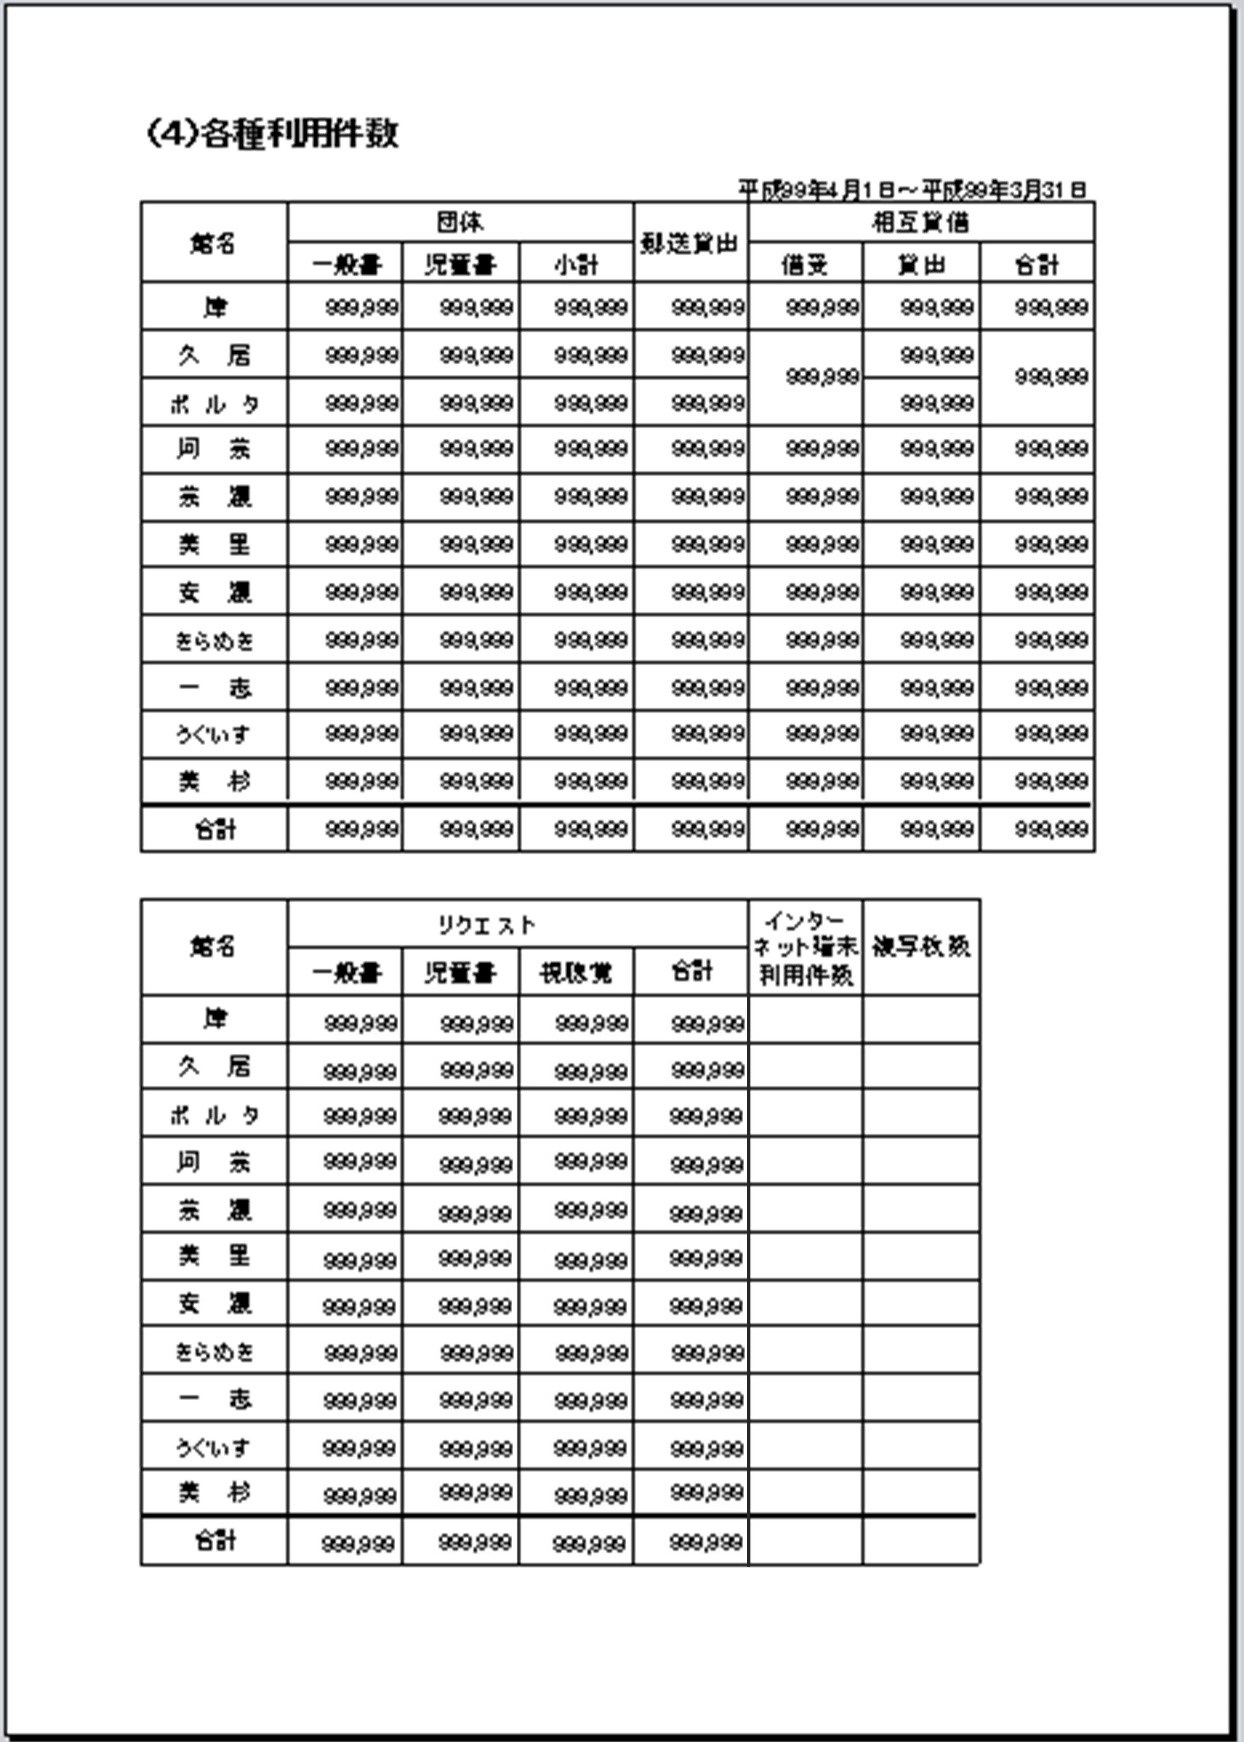 (4)各種利用件数
平成99年4月1日～平成99年3月31日
館名 団体 郵送貸出 相互貸借
一般書 児童書 小計 借受 貸出 合計
津 999,999 999,999 999,999 999,999 999,999 999,999 999,999
久 居 999,999 999,999 999,999 999,999 999,999 999,999 999,999
ポ ル タ 999,999 999,999 999,999 999,999 999,999
河 芸 999,999 999,999 999,999 999,999 999,999 999,999 999,999
芸 濃 999,999 999,999 999,999 999,999 999,999 999,999 999,999
美 里 999,999 999,999 999,999 999,999 999,999 999,999 999,999
安 濃 999,999 999,999 999,999 999,999 999,999 999,999 999,999
きらめき 999,999 999,999 999,999 999,999 999,999 999,999 999,999
一 志 999,999 999,999 999,999 999,999 999,999 999,999 999,999
うぐいす 999,999 999,999 999,999 999,999 999,999 999,999 999,999
美 杉 999,999 999,999 999,999 999,999 999,999 999,999 999,999
合計 999,999 999,999 999,999 999,999 999,999 999,999 999,999
館名 リクエスト インター
ネット端末
利用件数 複写枚数
一般書 児童書 視聴覚 合計
津 999,999 999,999 999,999 999,999
久 居 999,999 999,999 999,999 999,999
ポ ル タ 999,999 999,999 999,999 999,999
河 芸 999,999 999,999 999,999 999,999
芸 濃 999,999 999,999 999,999 999,999
美 里 999,999 999,999 999,999 999,999
安 濃 999,999 999,999 999,999 999,999
きらめき 999,999 999,999 999,999 999,999
一 志 999,999 999,999 999,999 999,999
うぐいす 999,999 999,999 999,999 999,999
美 杉 999,999 999,999 999,999 999,999
合計 999,999 999,999 999,999 999,999